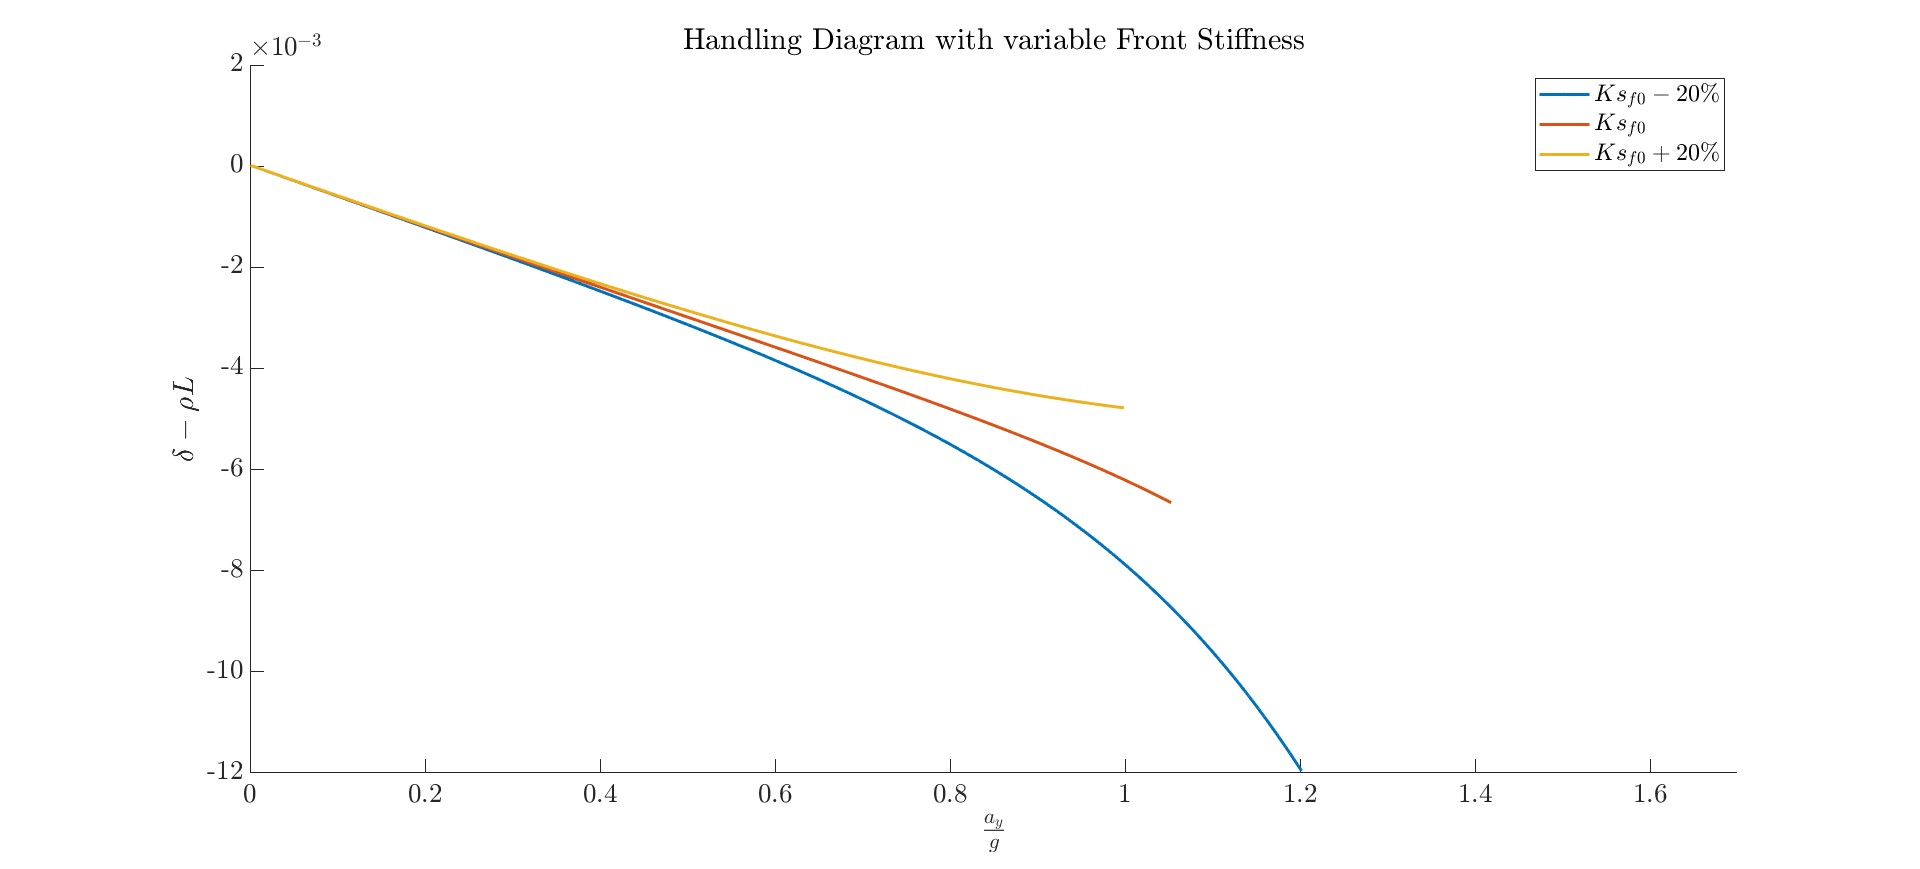 Handling Diagram with variable Front Stiffness
×10⁻³
2
0
-2
-4
-6
-8
-10
-12
δ − ρL
0 0.2 0.4 0.6 0.8 1 1.2 1.4 1.6
a_y/g
Ks_f0 − 20%
Ks_f0
Ks_f0 + 20%